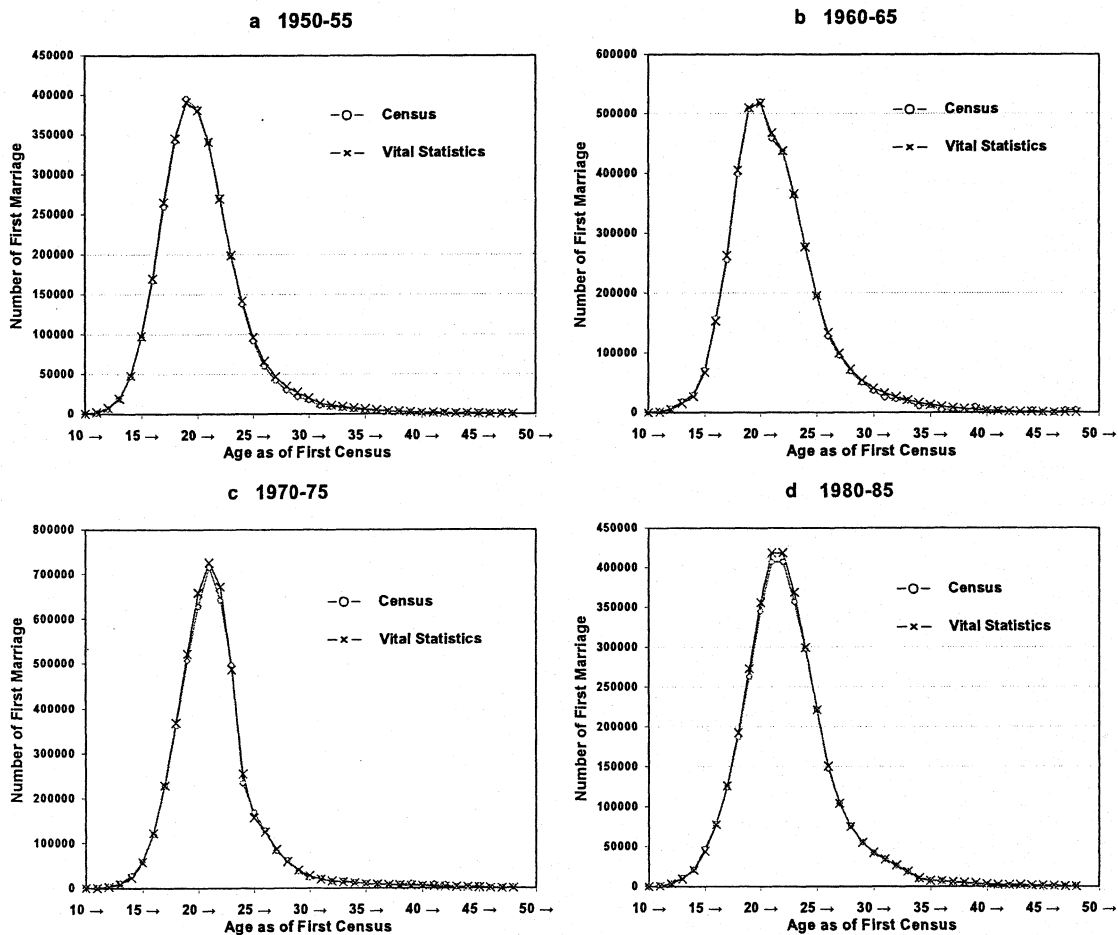 a 1950-55
Number of First Marriage
450000
400000
350000
300000
250000
200000
150000
100000
50000
0
Census
Vital Statistics
10 → 15 → 20 → 25 → 30 → 35 → 40 → 45 → 50 →
Age as of First Census
b 1960-65
Number of First Marriage
600000
500000
400000
300000
200000
100000
0
Census
Vital Statistics
10 → 15 → 20 → 25 → 30 → 35 → 40 → 45 → 50 →
Age as of First Census
c 1970-75
Number of First Marriage
800000
700000
600000
500000
400000
300000
200000
100000
0
Census
Vital Statistics
10 → 15 → 20 → 25 → 30 → 35 → 40 → 45 → 50 →
Age as of First Census
d 1980-85
Number of First Marriage
450000
400000
350000
300000
250000
200000
150000
100000
50000
0
Census
Vital Statistics
10 → 15 → 20 → 25 → 30 → 35 → 40 → 45 → 50 →
Age as of First Census